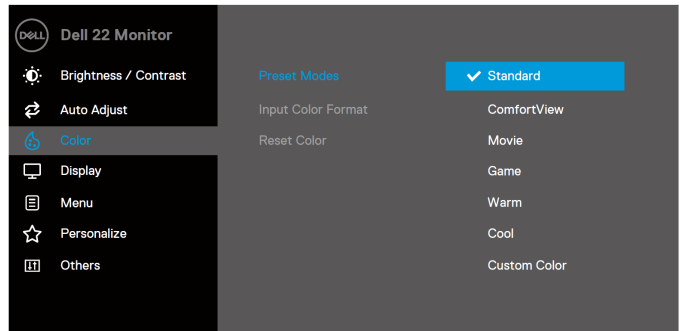 DELL Dell 22 Monitor
Brightness / Contrast
Auto Adjust
Color
Display
Menu
Personalize
Others
Preset Modes
Input Color Format
Reset Color
Standard
ComfortView
Movie
Game
Warm
Cool
Custom Color